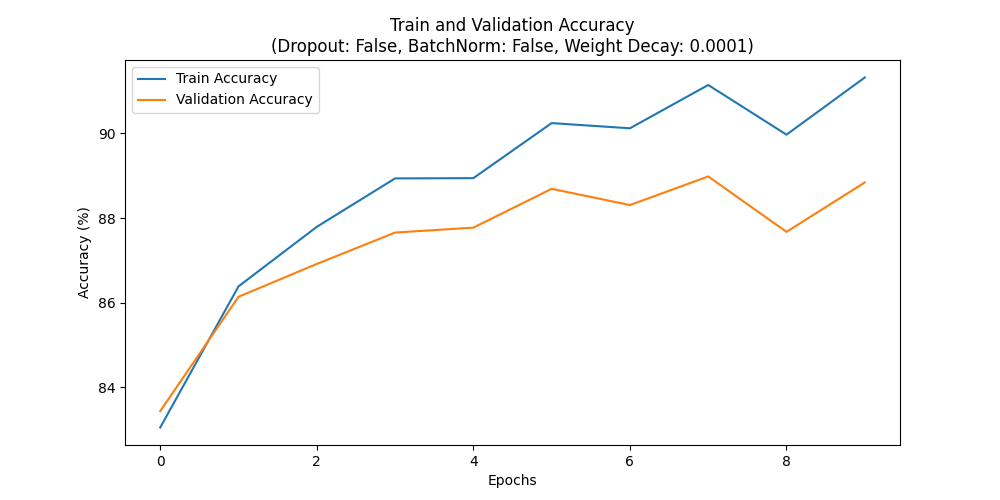 Train and Validation Accuracy
(Dropout: False, BatchNorm: False, Weight Decay: 0.0001)
Train Accuracy
Validation Accuracy
Accuracy (%)
90
88
86
84
0 2 4 6 8
Epochs